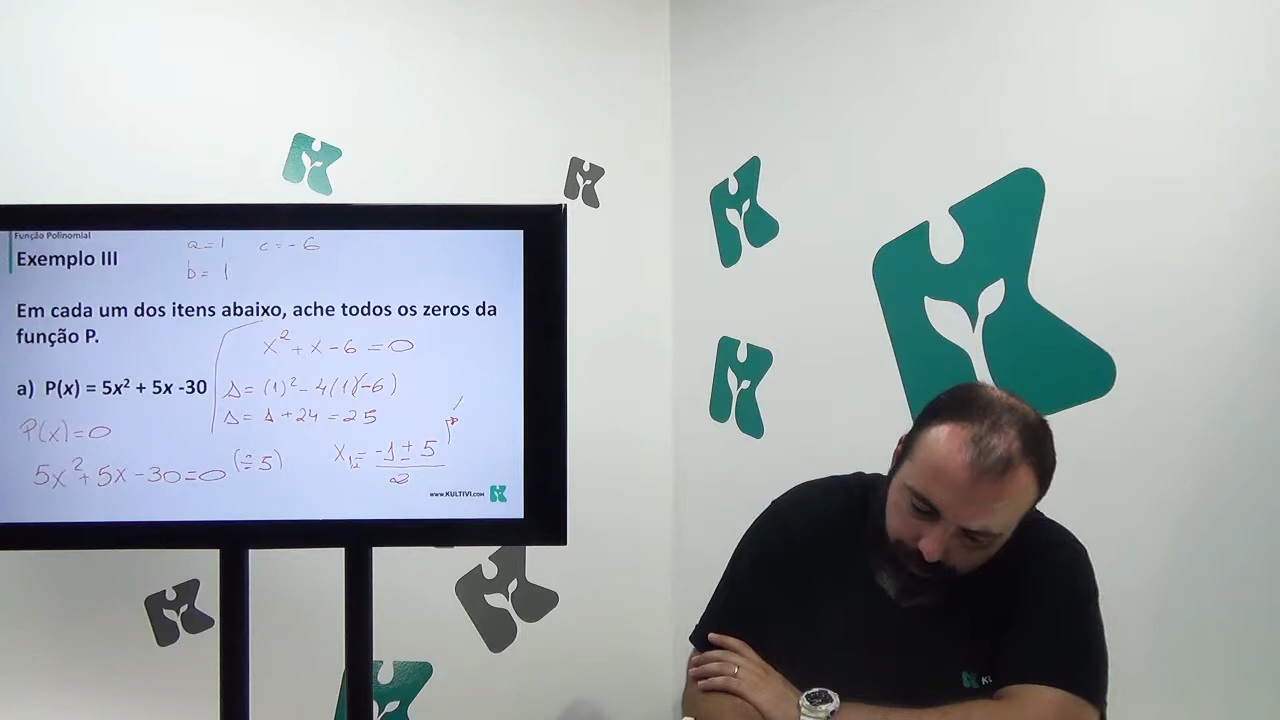 Função Polinomial
Exemplo III
a=1 c=-6
b=1
Em cada um dos itens abaixo, ache todos os zeros da
função P.
x²+x-6=0
a) P(x) = 5x² + 5x -30
Δ=(1)²-4(1)(-6)
Δ=1+24=25
P(x)=0
5x²+5x-30=0 (÷5)
-1±5
2
www.KULTIVI.com